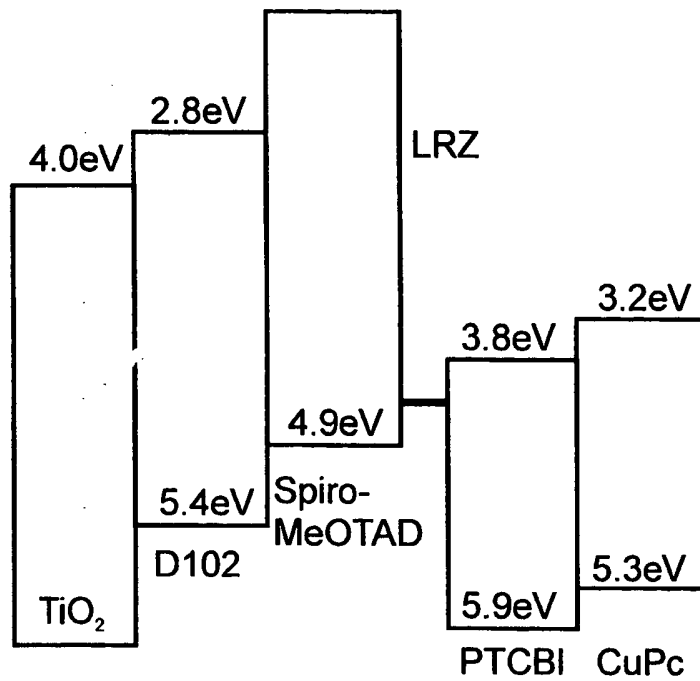 2.8eV
4.0eV
LRZ
3.2eV
3.8eV
4.9eV
5.4eV
Spiro-
MeOTAD
D102
5.3eV
TiO₂
5.9eV
PTCBI
CuPc